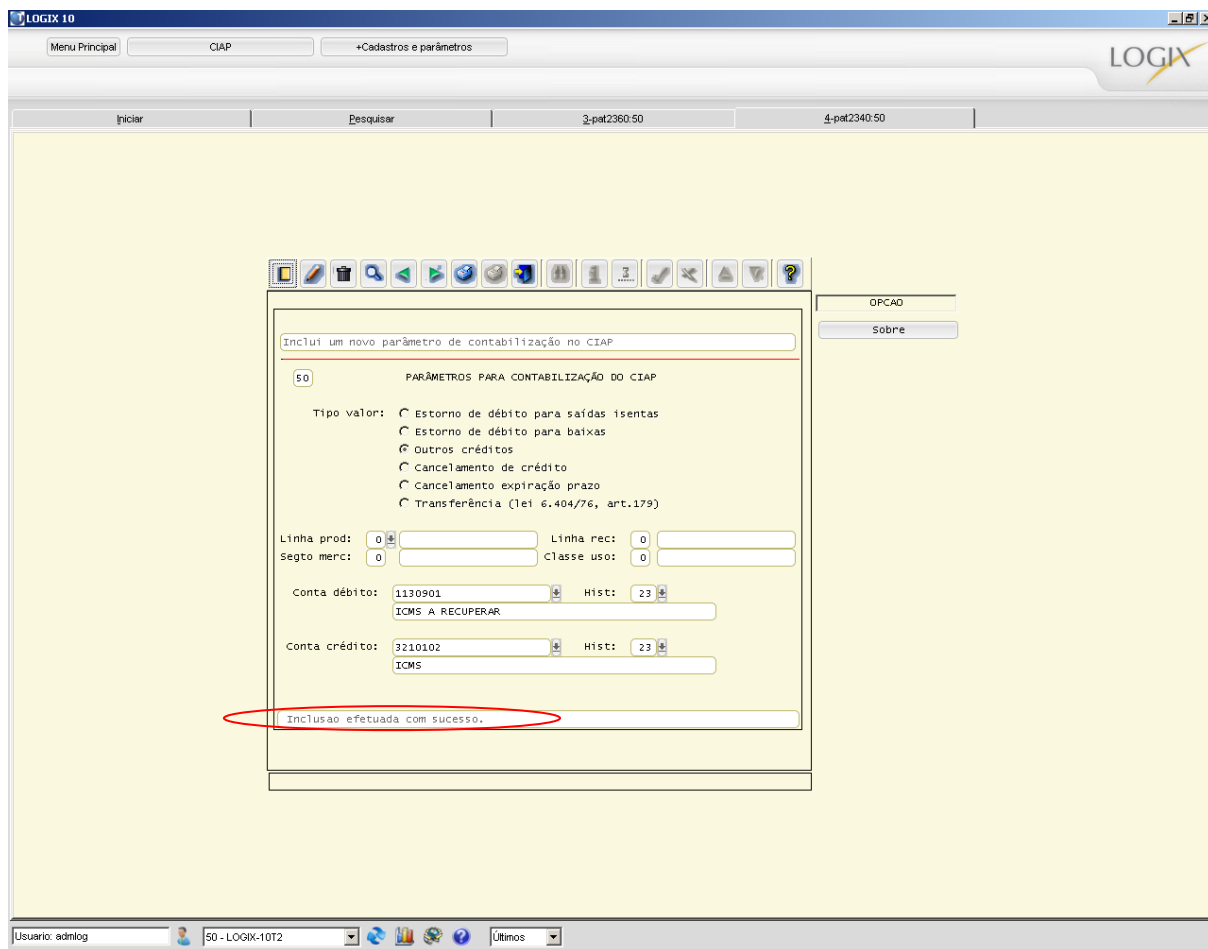 LOGIX 10
Menu Principal CIAP +Cadastros e parâmetros
LOGIX
Iniciar Pesquisar 3-pat2360:50 4-pat2340:50
OPCAO
Sobre
Inclui um novo parâmetro de contabilização no CIAP
50 PARÂMETROS PARA CONTABILIZAÇÃO DO CIAP
Tipo valor: Estorno de débito para saídas isentas
Estorno de débito para baixas
Outros créditos
Cancelamento de crédito
Cancelamento expiração prazo
Transferência (lei 6.404/76, art.179)
Linha prod: 0 Linha rec: 0
Segto merc: 0 Classe uso: 0
Conta débito: 1130901 Hist: 23
ICMS A RECUPERAR
Conta crédito: 3210102 Hist: 23
ICMS
Inclusao efetuada com sucesso.
Usuario: admlog 50 - LOGIX-10T2 Últimos